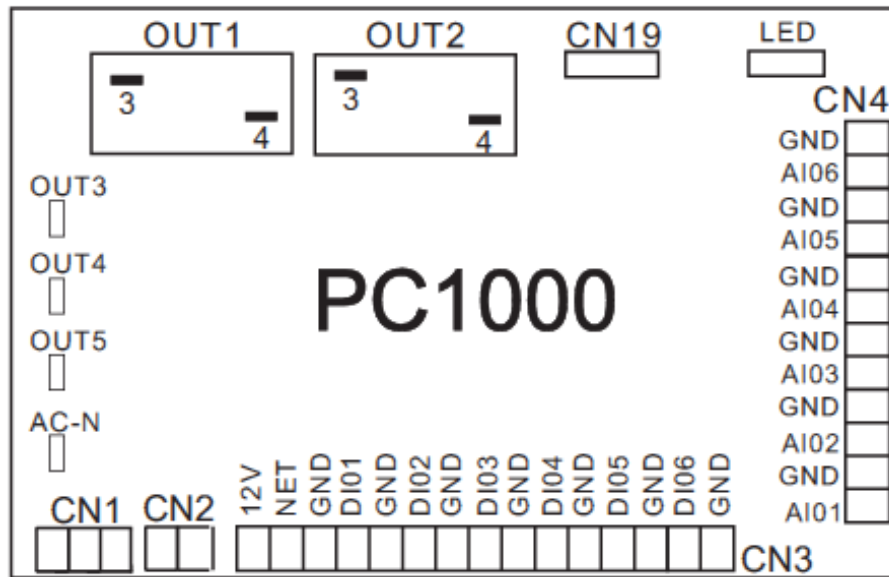 OUT1 OUT2 CN19 LED
3 4 3 4 CN4
GND
AI06
OUT3 GND
AI05
OUT4 GND
PC1000 AI04
OUT5 GND
AI03
AC-N GND
AI02
GND
AI01
12V NET GND DI01 GND DI02 GND DI03 GND DI04 GND DI05 GND DI06 GND
CN1 CN2 CN3